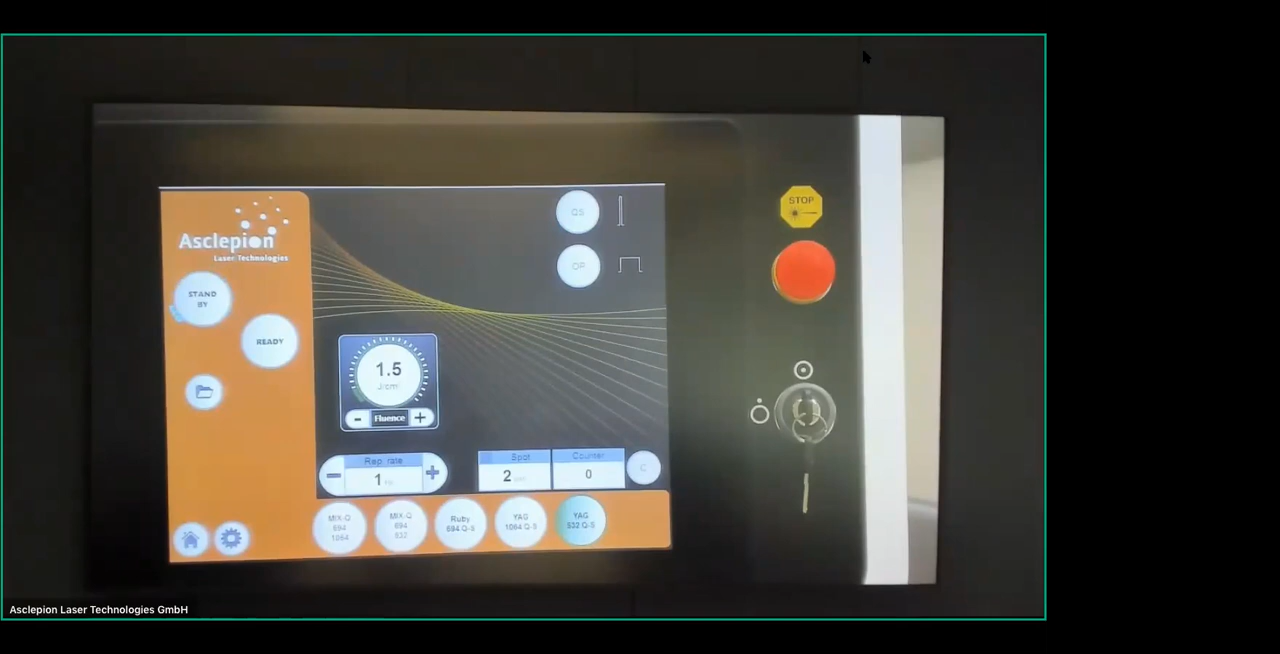 Asclepion
Laser Technologies
STAND
BY
READY
QS
OP
STOP
1.5
J/cm²
- Fluence +
Rep rate
1 Hz
Spot
2
Counter
0
C
MIX-Q
694
1064
MIX-Q
694
532
Ruby
694 Q-S
YAG
1064 Q-S
YAG
532 Q-S
Asclepion Laser Technologies GmbH